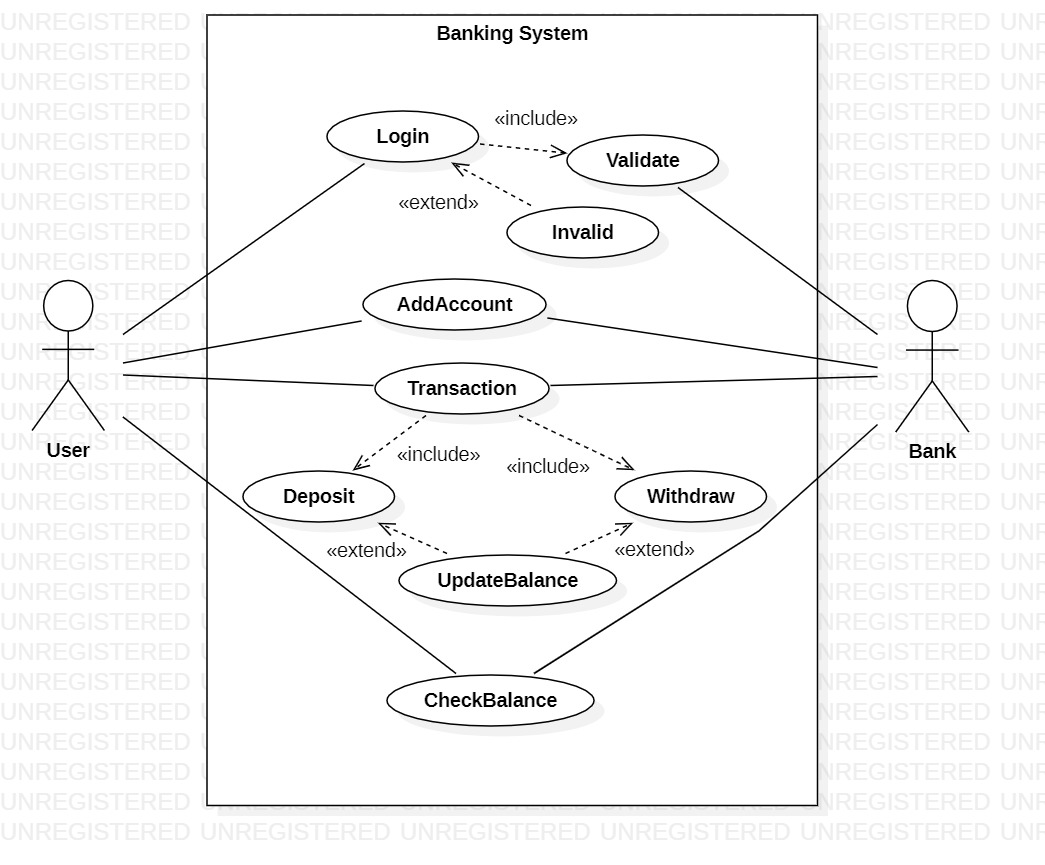 Banking System
Login
«include»
Validate
«extend»
Invalid
AddAccount
Transaction
User
Bank
«include»
«include»
Deposit
Withdraw
«extend»
«extend»
UpdateBalance
CheckBalance
UNREGISTERED UNREGISTERED UNREGISTERED UNREGISTERED UNREGISTERED UNR